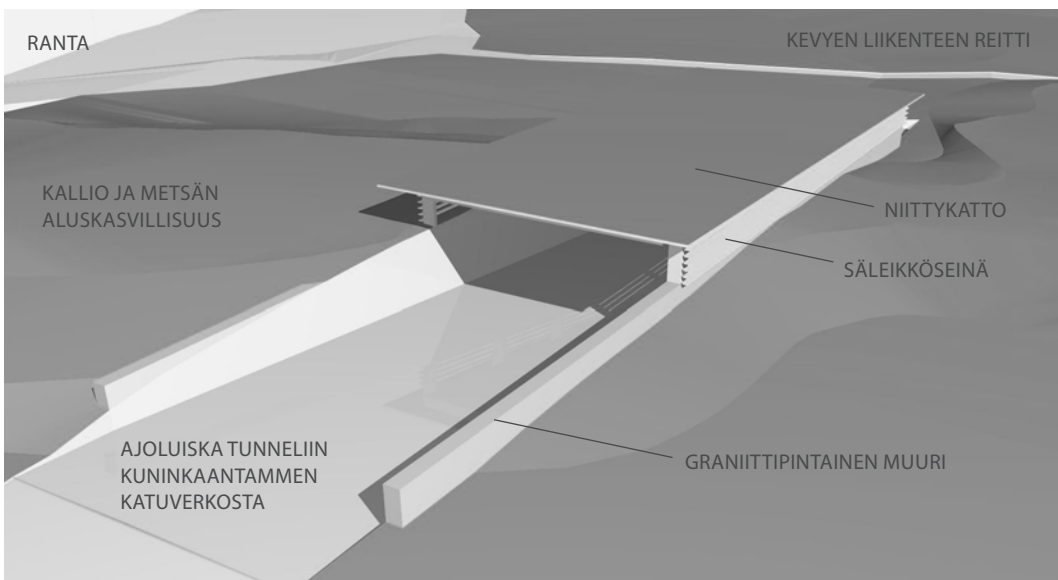 RANTA
KEVYEN LIIKENTEEN REITTI
KALLIO JA METSÄN
ALUSKASVILLISUUS
NIITTYKATTO
SÄLEIKKÖSEINÄ
AJOLUISKA TUNNELIIN
KUNINKAANTAMMEN
KATUVERKOSTA
GRANIITTIPINTAINEN MUURI